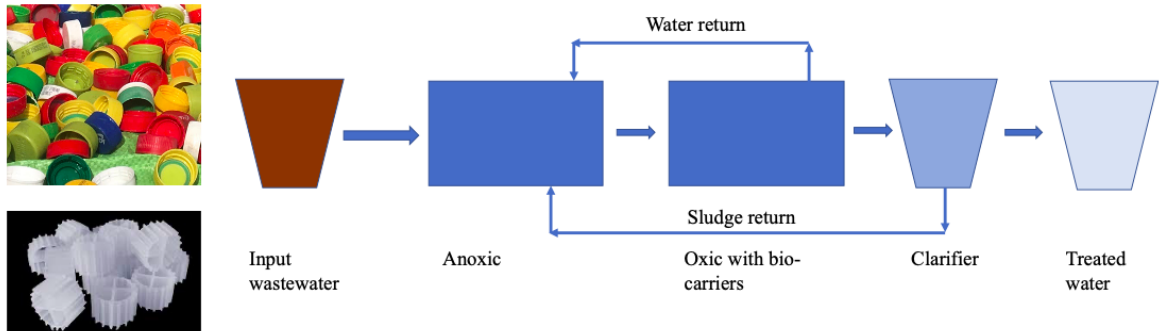 Water return
Sludge return
Input
wastewater
Anoxic
Oxic with bio-
carriers
Clarifier
Treated
water